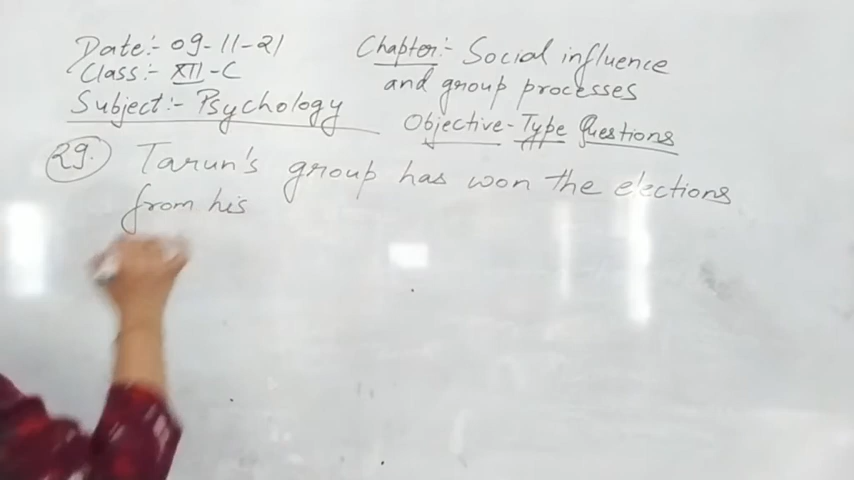 Date:- 09-11-21
Class:- XII-C
Subject:- Psychology
Chapter:- Social influence
and group processes
Objective-Type Questions
29. Tarun's group has won the elections
from his